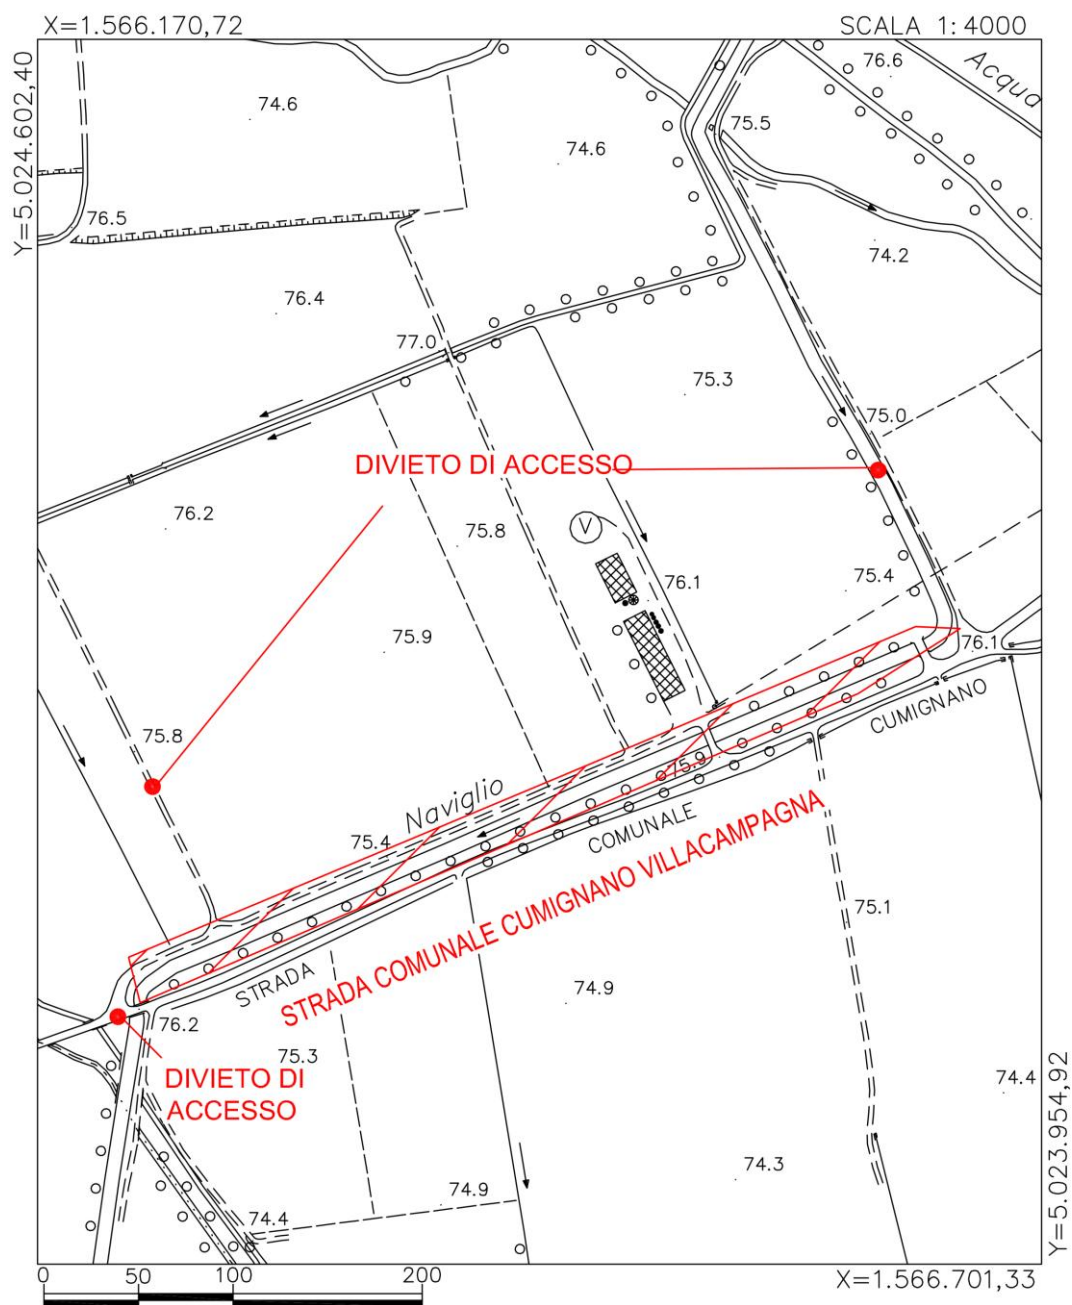 X=1.566.170,72
SCALA 1: 4000
Y=5.024.602,40
76.6
Acqua
74.6
75.5
74.6
76.5
74.2
76.4
77.0
75.3
75.0
DIVIETO DI ACCESSO
76.2
75.8
V
75.4
76.1
75.9
76.1
CUMIGNANO
75.8
75.9
Naviglio
75.4
COMUNALE
STRADA COMUNALE CUMIGNANO VILLACAMPAGNA
75.1
STRADA
74.9
76.2
75.3
74.4
DIVIETO DI
ACCESSO
74.3
74.9
74.4
Y=5.023.954,92
0 50 100 200
X=1.566.701,33